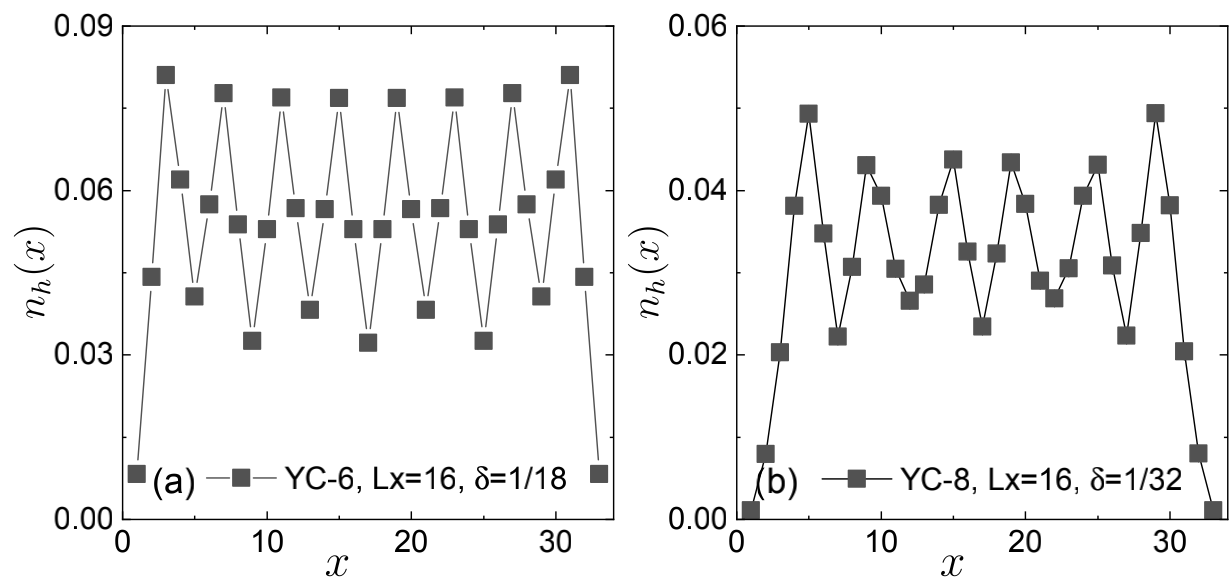 0.09
0.06
0.03
0.00
n_h(x)
0
10
20
30
x
(a)
YC-6, Lx=16, δ=1/18
0.06
0.04
0.02
0.00
n_h(x)
0
10
20
30
x
(b)
YC-8, Lx=16, δ=1/32